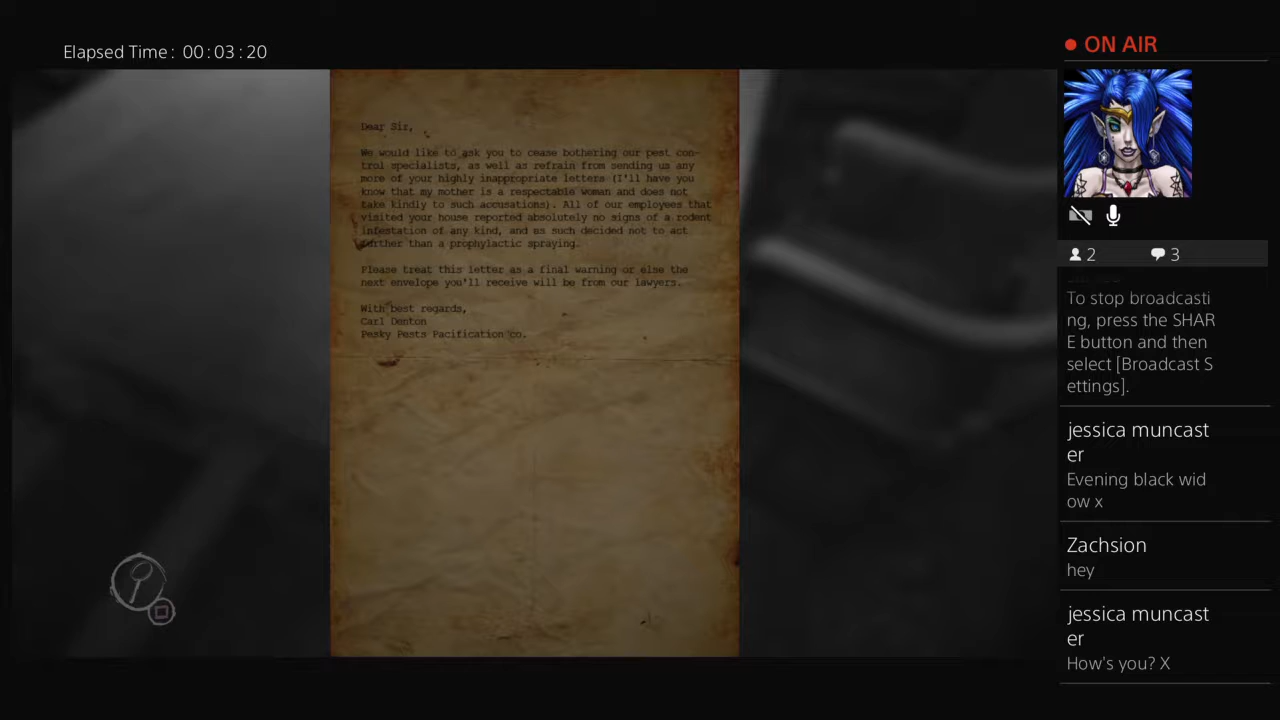 Elapsed Time: 00:03:20
ON AIR
Dear Sir,
We would like to ask you to cease bothering our pest con-
trol specialists, as well as refrain from sending us any
more of your highly inappropriate letters (I'll have you
know that my mother is a respectable woman and does not
take kindly to such accusations). All of our employees that
visited your house reported absolutely no signs of a rodent
infestation of any kind, and as such decided not to act
further than a prophylactic spraying.
Please treat this letter as a final warning or else the
next envelope you'll receive will be from our lawyers.
With best regards,
Carl Denton
Pesky Pests Pacification co.
2 3
To stop broadcasti
ng, press the SHAR
E button and then
select [Broadcast S
ettings].
jessica muncast
er
Evening black wid
ow x
Zachsion
hey
jessica muncast
er
How's you? X